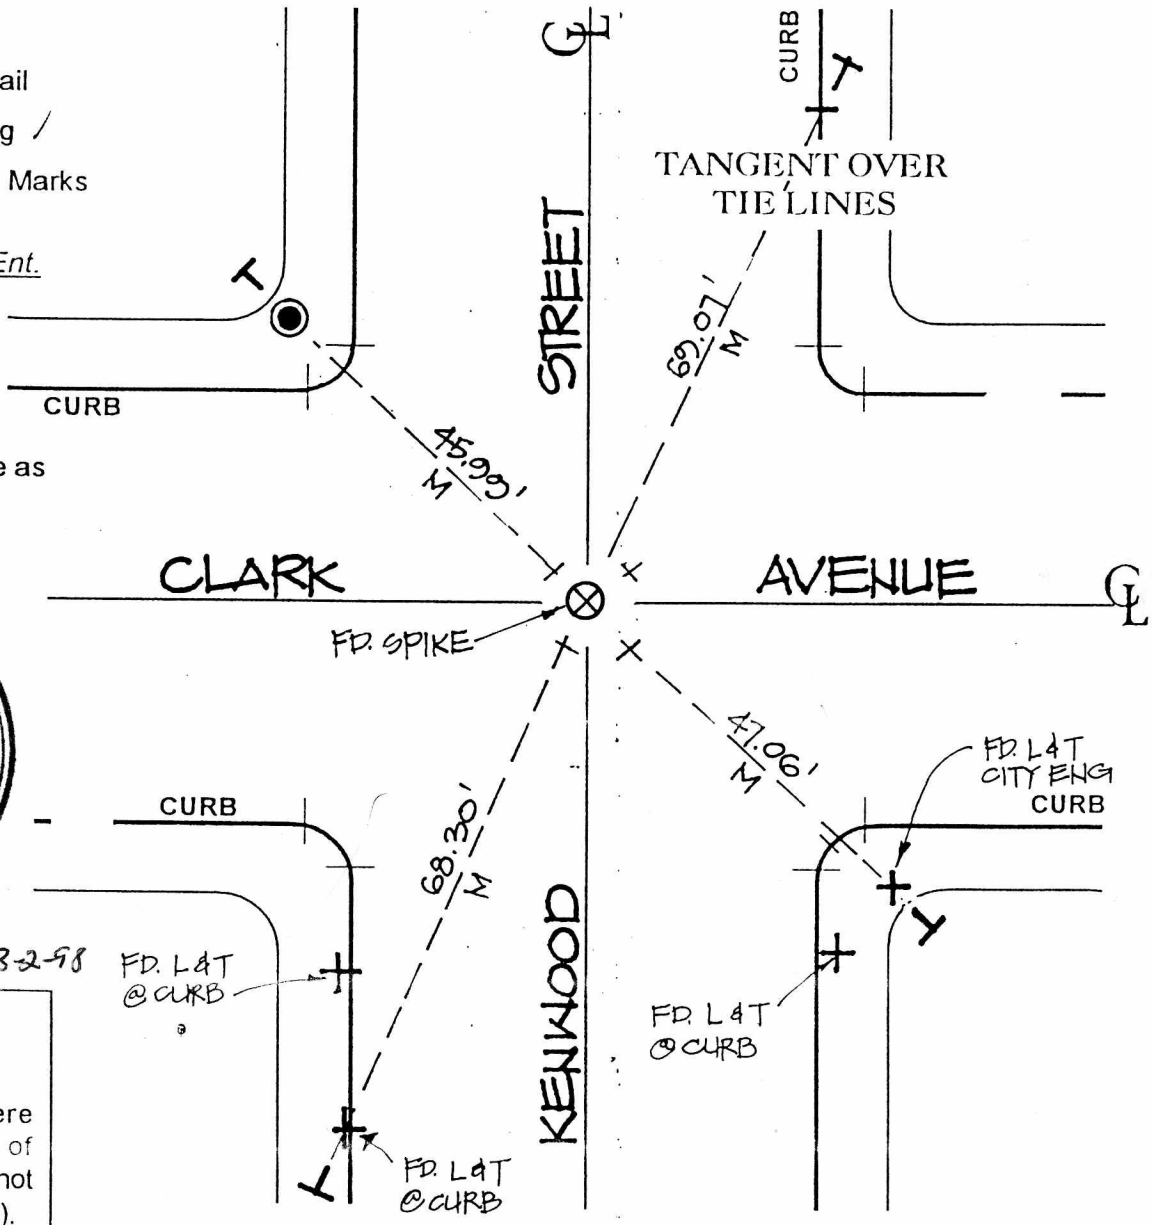 ail
g
Marks
Ent.
e as
CL
CURB
T
TANGENT OVER
TIE LINES
T
CURB
STREET
69.07'
M
45.99'
M
CLARK
AVENUE
CL
FD. SPIKE
47.06'
M
FD. L&T
CITY ENG
CURB
CURB
68.30'
M
T
3-2-98
FD. L&T
@ CURB
FD. L&T
@ CURB
KENWOOD
FD. L&T
@ CURB
T
ere
of
not
).